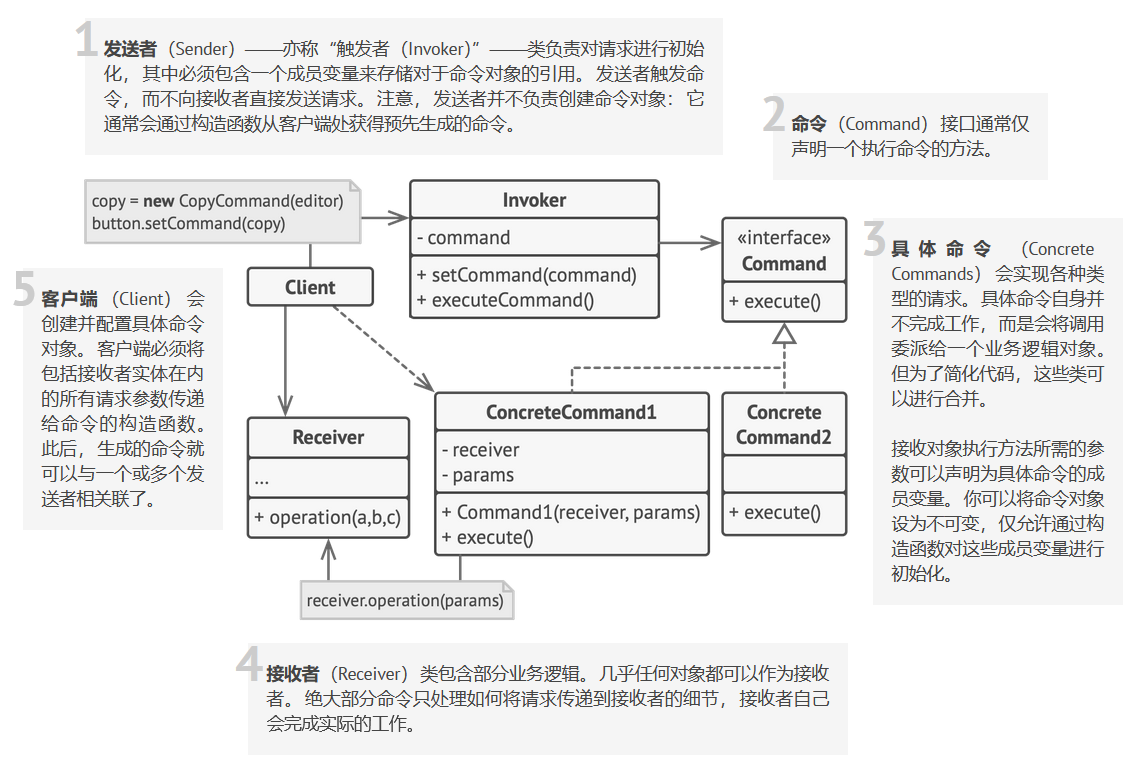 1
发送者（Sender）——亦称“触发者（Invoker）”——类负责对请求进行初始
化，其中必须包含一个成员变量来存储对于命令对象的引用。发送者触发命
令，而不向接收者直接发送请求。注意，发送者并不负责创建命令对象：它
通常会通过构造函数从客户端处获得预先生成的命令。
2
命令（Command）接口通常仅
声明一个执行命令的方法。
copy = new CopyCommand(editor)
button.setCommand(copy)
Invoker
- command
+ setCommand(command)
+ executeCommand()
«interface»
Command
+ execute()
3
具体命令（Concrete
Commands）会实现各种类
型的请求。具体命令自身并
不完成工作，而是会将调用
委派给一个业务逻辑对象。
但为了简化代码，这些类可
以进行合并。
接收对象执行方法所需的参
数可以声明为具体命令的成
员变量。你可以将命令对象
设为不可变，仅允许通过构
造函数对这些成员变量进行
初始化。
5
客户端（Client）会
创建并配置具体命令
对象。客户端必须将
包括接收者实体在内
的所有请求参数传递
给命令的构造函数。
此后，生成的命令就
可以与一个或多个发
送者相关联了。
Client
Receiver
...
+ operation(a,b,c)
ConcreteCommand1
- receiver
- params
+ Command1(receiver, params)
+ execute()
Concrete
Command2
+ execute()
receiver.operation(params)
4
接收者（Receiver）类包含部分业务逻辑。几乎任何对象都可以作为接收
者。绝大部分命令只处理如何将请求传递到接收者的细节，接收者自己
会完成实际的工作。